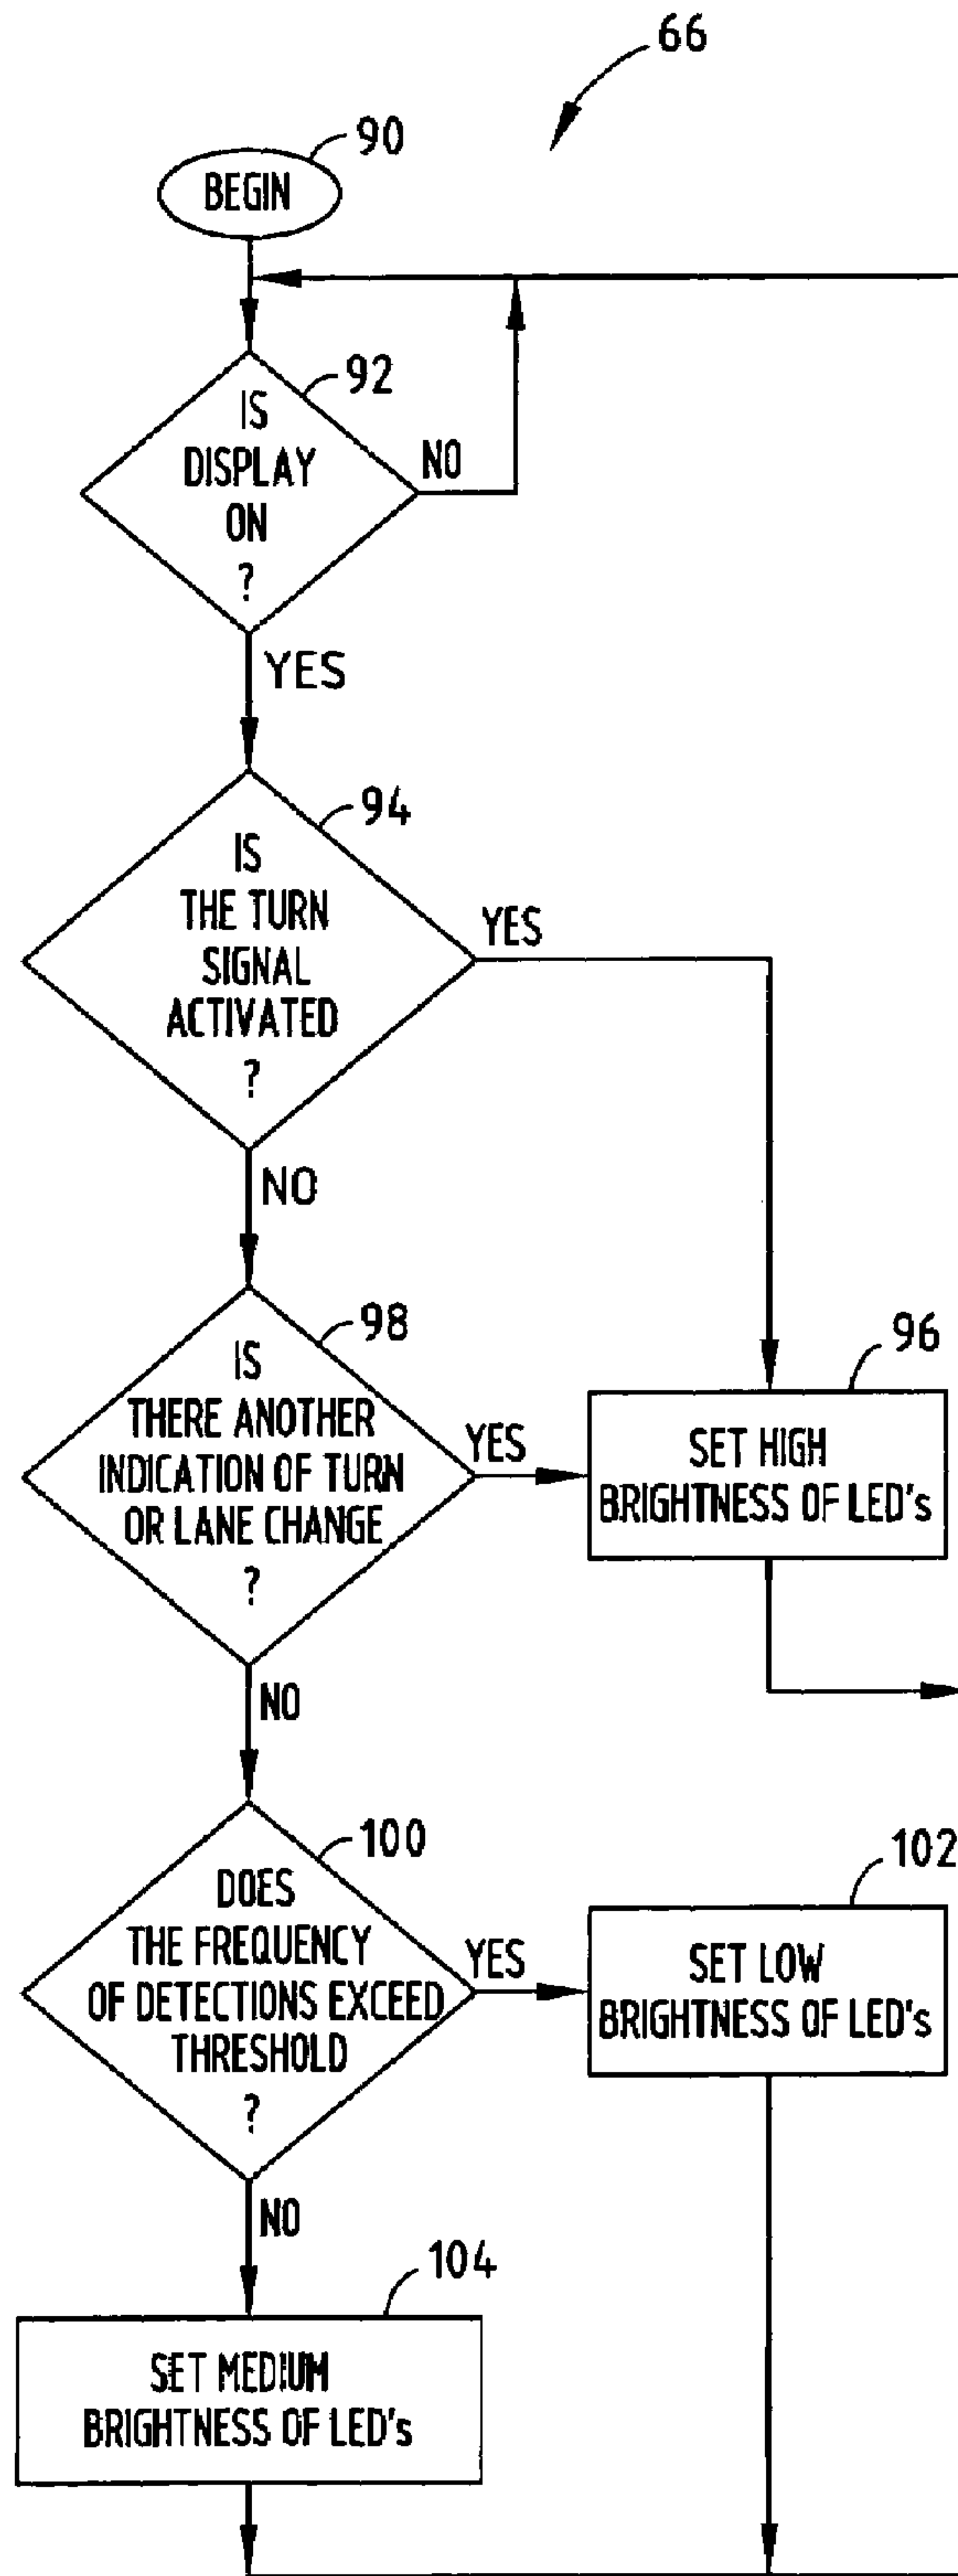 66
90
BEGIN
92
IS
DISPLAY
ON
?
NO
YES
94
IS
THE TURN
SIGNAL
ACTIVATED
?
YES
NO
98
IS
THERE ANOTHER
INDICATION OF TURN
OR LANE CHANGE
?
YES
96
SET HIGH
BRIGHTNESS OF LED's
NO
100
DOES
THE FREQUENCY
OF DETECTIONS EXCEED
THRESHOLD
?
YES
102
SET LOW
BRIGHTNESS OF LED's
NO
104
SET MEDIUM
BRIGHTNESS OF LED's